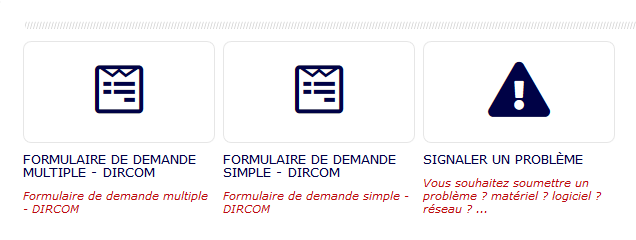 FORMULAIRE DE DEMANDE
MULTIPLE - DIRCOM
Formulaire de demande multiple
- DIRCOM
FORMULAIRE DE DEMANDE
SIMPLE - DIRCOM
Formulaire de demande simple -
DIRCOM
SIGNALER UN PROBLÈME
Vous souhaitez soumettre un
problème ? matériel ? logiciel ?
réseau ? ...